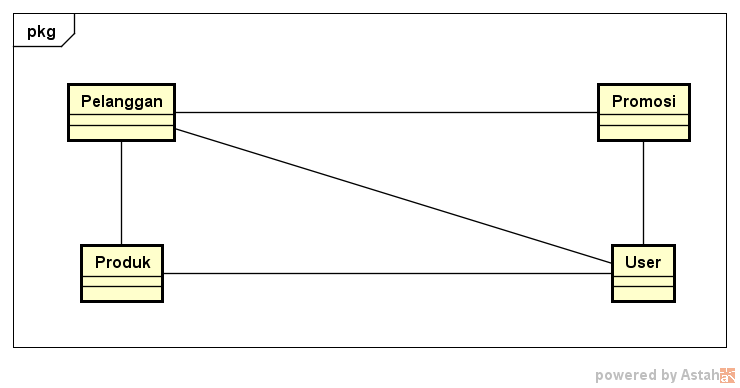 pkg
Pelanggan
Promosi
Produk
User
powered by Astah